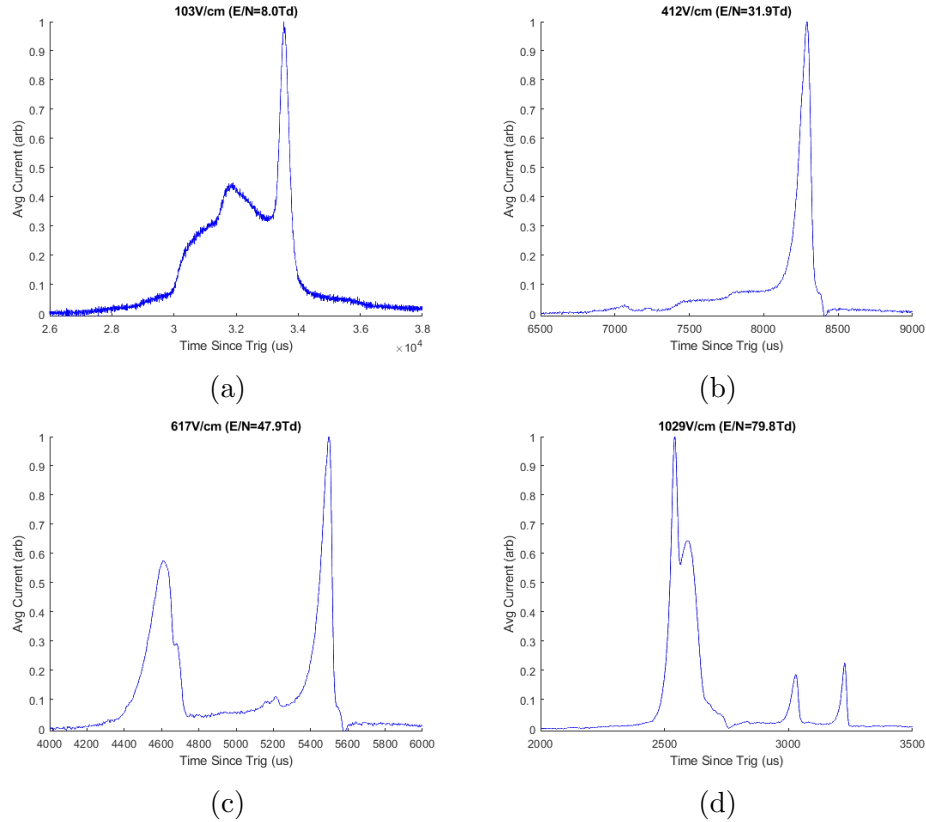 103V/cm (E/N=8.0Td)
1
0.9
0.8
0.7
0.6
0.5
0.4
0.3
0.2
0.1
0
Avg Current (arb)
2.6 2.8 3 3.2 3.4 3.6 3.8
×10⁴
Time Since Trig (us)
(a)
412V/cm (E/N=31.9Td)
1
0.9
0.8
0.7
0.6
0.5
0.4
0.3
0.2
0.1
0
Avg Current (arb)
6500 7000 7500 8000 8500 9000
Time Since Trig (us)
(b)
617V/cm (E/N=47.9Td)
1
0.9
0.8
0.7
0.6
0.5
0.4
0.3
0.2
0.1
0
Avg Current (arb)
4000 4200 4400 4600 4800 5000 5200 5400 5600 5800 6000
Time Since Trig (us)
(c)
1029V/cm (E/N=79.8Td)
1
0.9
0.8
0.7
0.6
0.5
0.4
0.3
0.2
0.1
0
Avg Current (arb)
2000 2500 3000 3500
Time Since Trig (us)
(d)